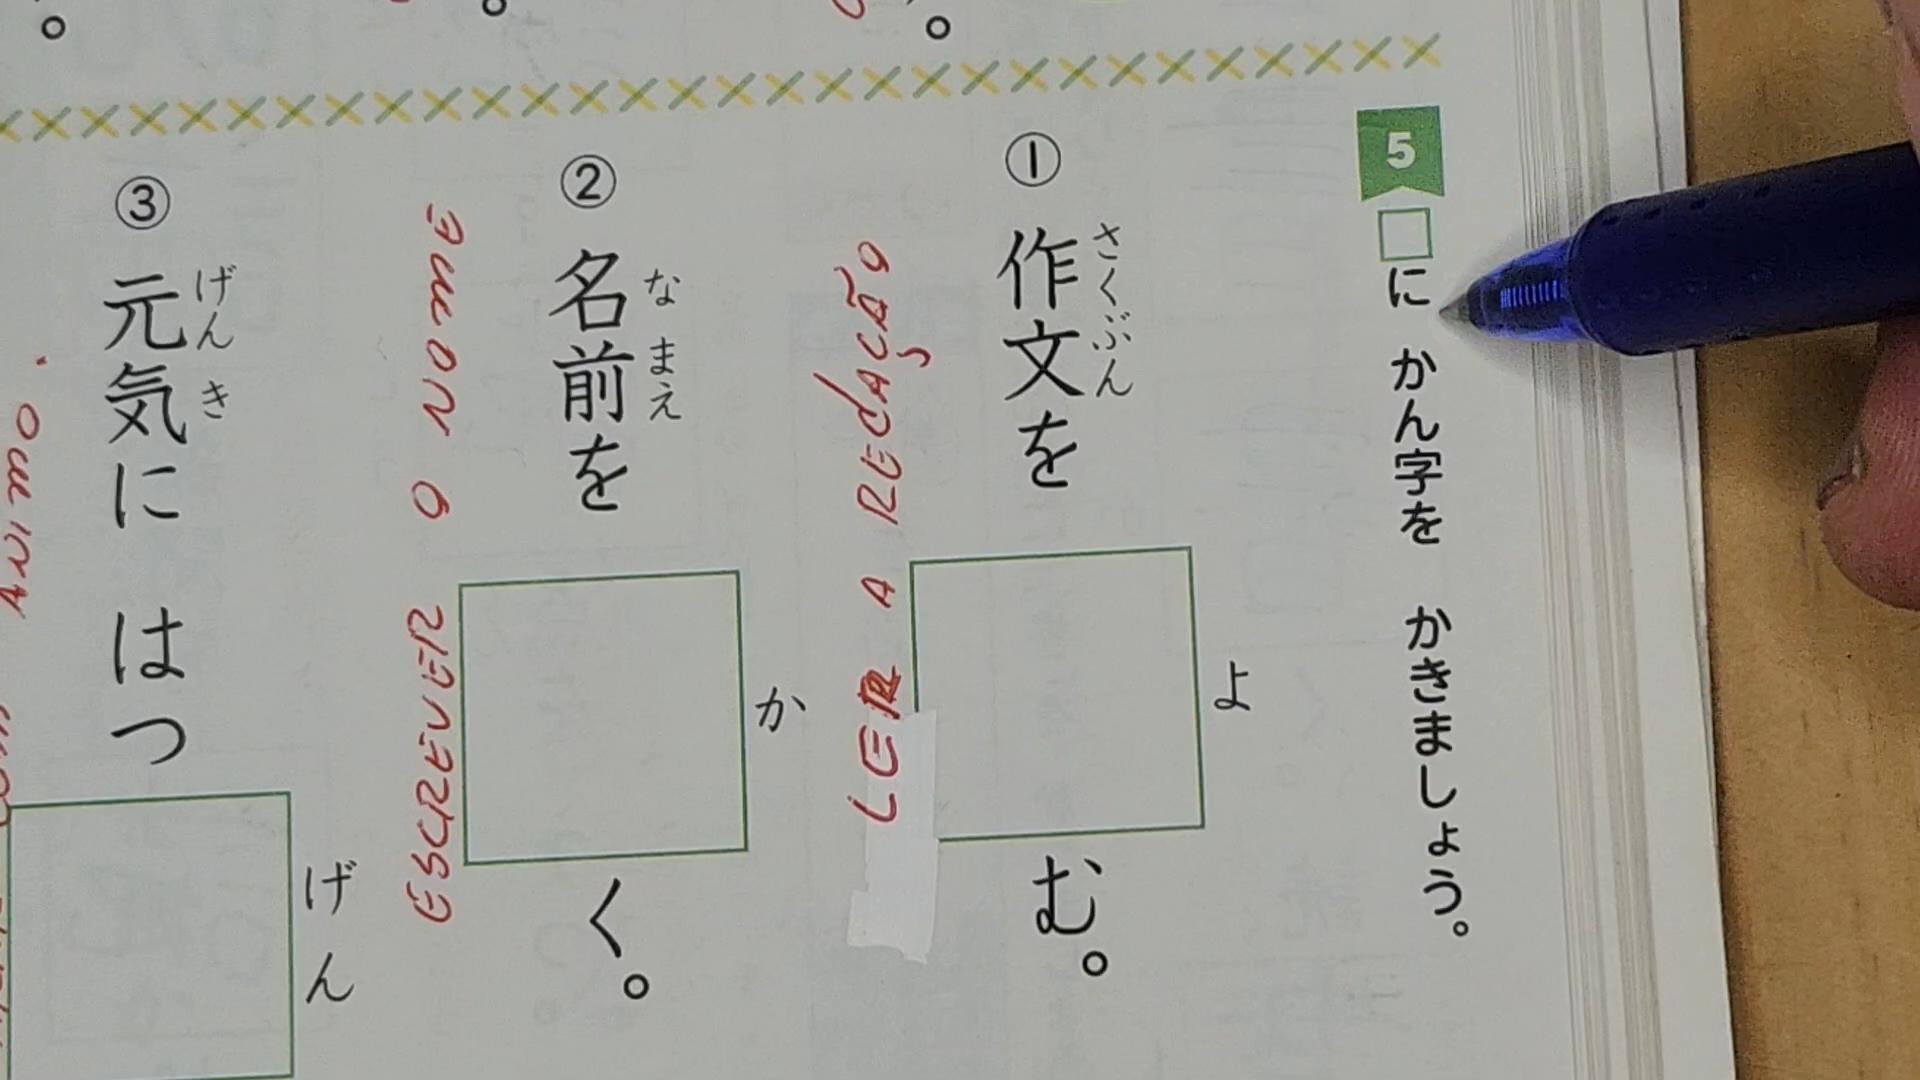 5
□に かん字を かきましょう。
①
さくぶん
作文を
よ
む。
LER A REDAÇÃO
②
なまえ
名前を
か
く。
ESCREVER O NOME
③
げんき
元気に はつ
げん